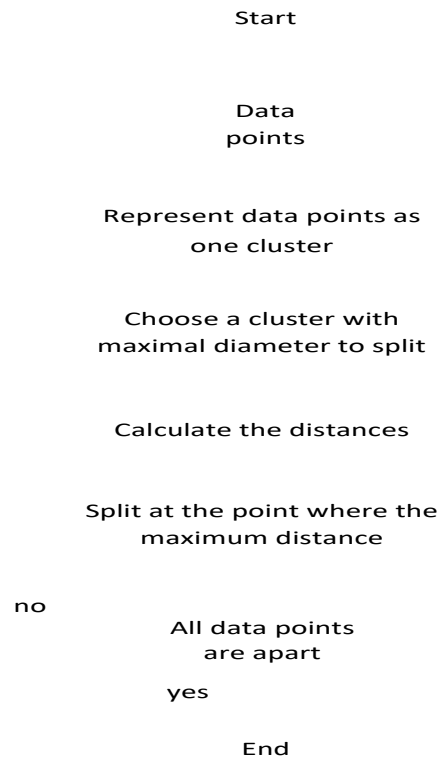 Start
Data
points
Represent data points as
one cluster
Choose a cluster with
maximal diameter to split
Calculate the distances
Split at the point where the
maximum distance
no
All data points
are apart
yes
End